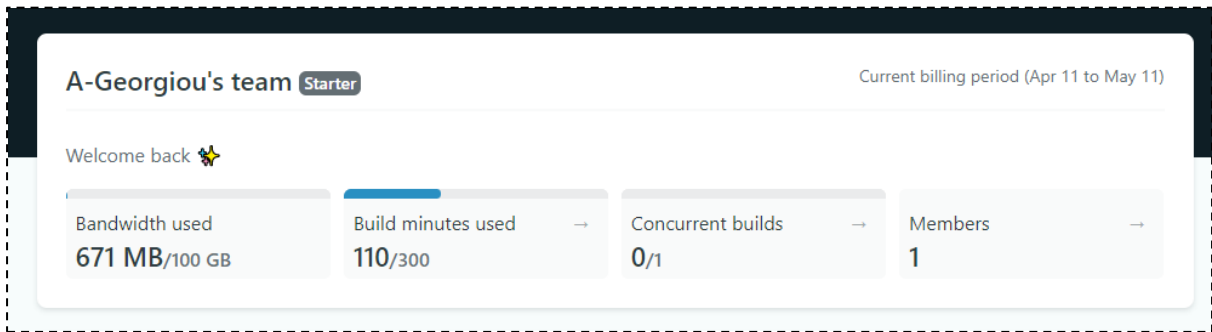 A-Georgiou's team Starter
Current billing period (Apr 11 to May 11)
Welcome back ✨
Bandwidth used
671 MB/100 GB
Build minutes used →
110/300
Concurrent builds →
0/1
Members →
1